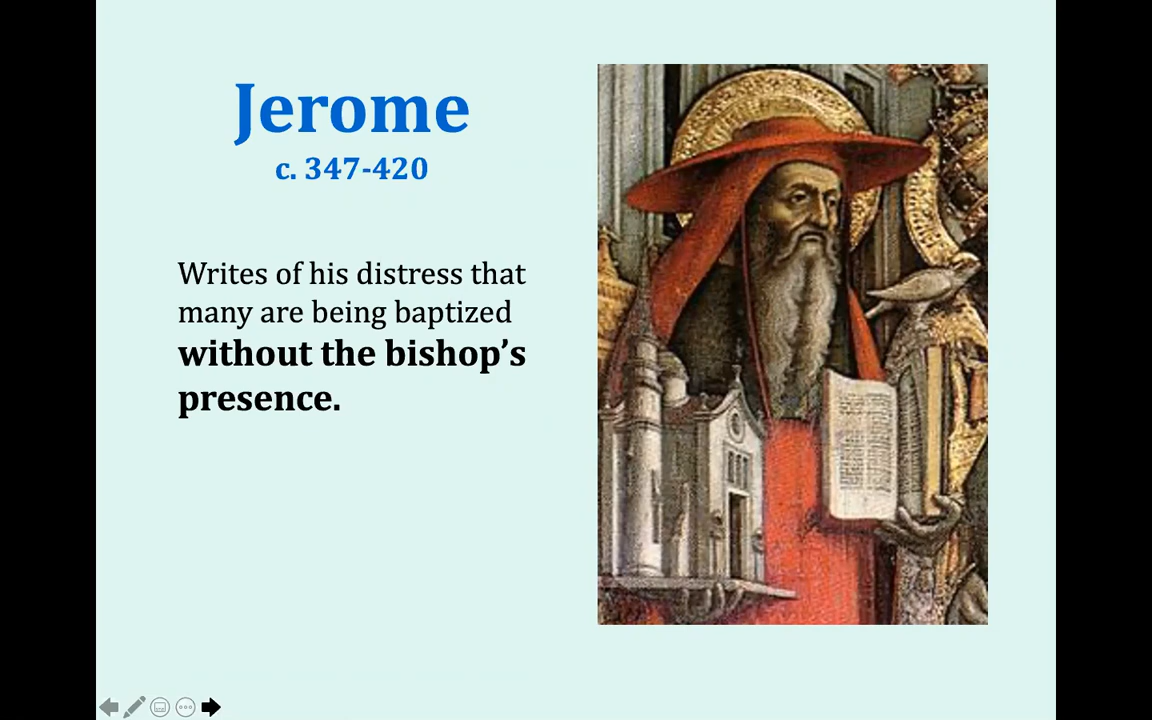 Jerome
c. 347-420
Writes of his distress that
many are being baptized
without the bishop’s
presence.